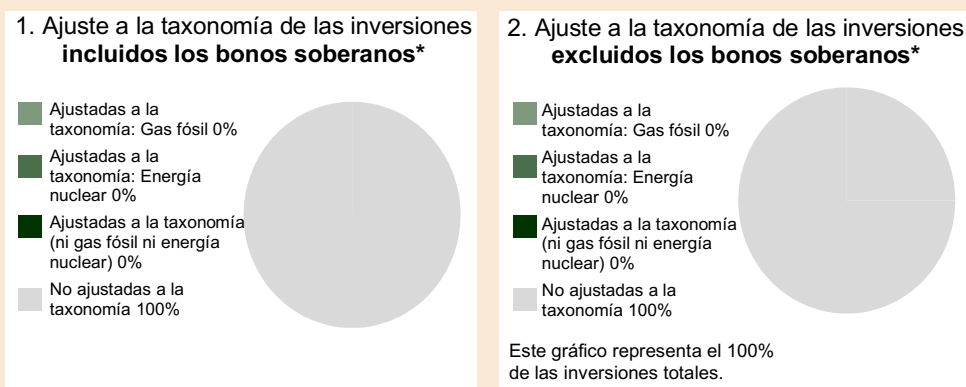 1. Ajuste a la taxonomía de las inversiones
incluidos los bonos soberanos*
Ajustadas a la
taxonomía: Gas fósil 0%
Ajustadas a la
taxonomía: Energía
nuclear 0%
Ajustadas a la taxonomía
(ni gas fósil ni energía
nuclear) 0%
No ajustadas a la
taxonomía 100%
2. Ajuste a la taxonomía de las inversiones
excluidos los bonos soberanos*
Ajustadas a la
taxonomía: Gas fósil 0%
Ajustadas a la
taxonomía: Energía
nuclear 0%
Ajustadas a la taxonomía
(ni gas fósil ni energía
nuclear) 0%
No ajustadas a la
taxonomía 100%
Este gráfico representa el 100%
de las inversiones totales.